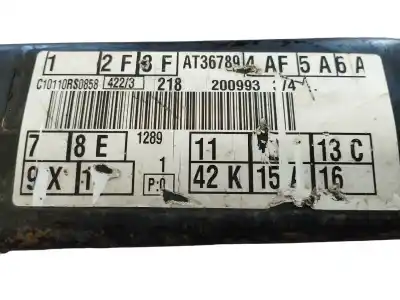 1 2 F 3 F AT36789 4 AF 5 A 6 A
C10110RS0858 422/3 218 200993 74
7 8 E 1289 11 13 C
9 X 1 1 P:0 42 K 15 16